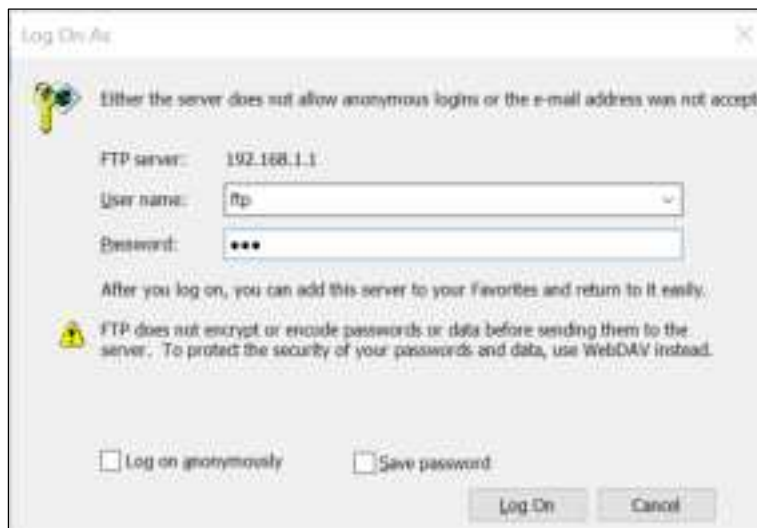 Log On As
Either the server does not allow anonymous logins or the e-mail address was not accept
FTP server: 192.168.1.1
User name: ftp
Password: •••
After you log on, you can add this server to your Favorites and return to it easily.
FTP does not encrypt or encode passwords or data before sending them to the
server. To protect the security of your passwords and data, use WebDAV instead.
Log on anonymously Save password
Log On Cancel